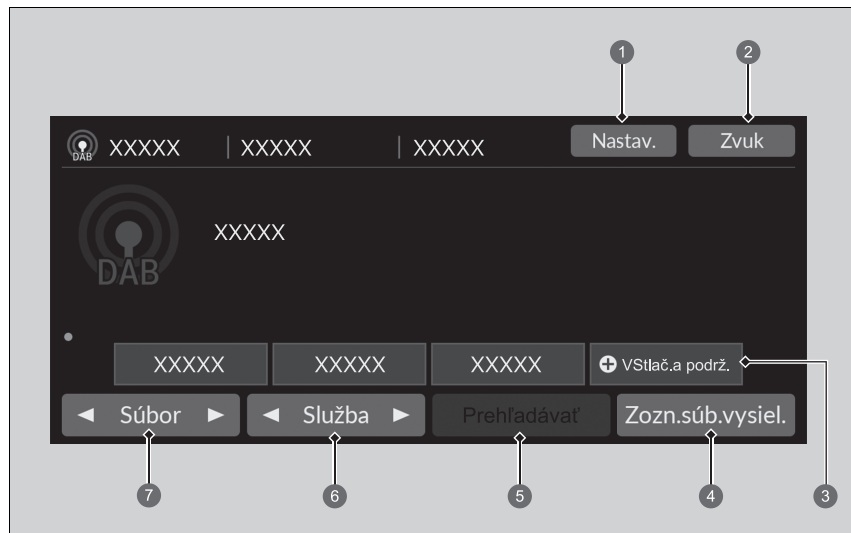 1 2
DAB XXXXX | XXXXX | XXXXX Nastav. Zvuk
DAB XXXXX
XXXXX XXXXX XXXXX + VStlač.a podrž.
◄ Súbor ► ◄ Služba ► Prehľadávať Zozn.súb.vysiel.
7 6 5 4 3